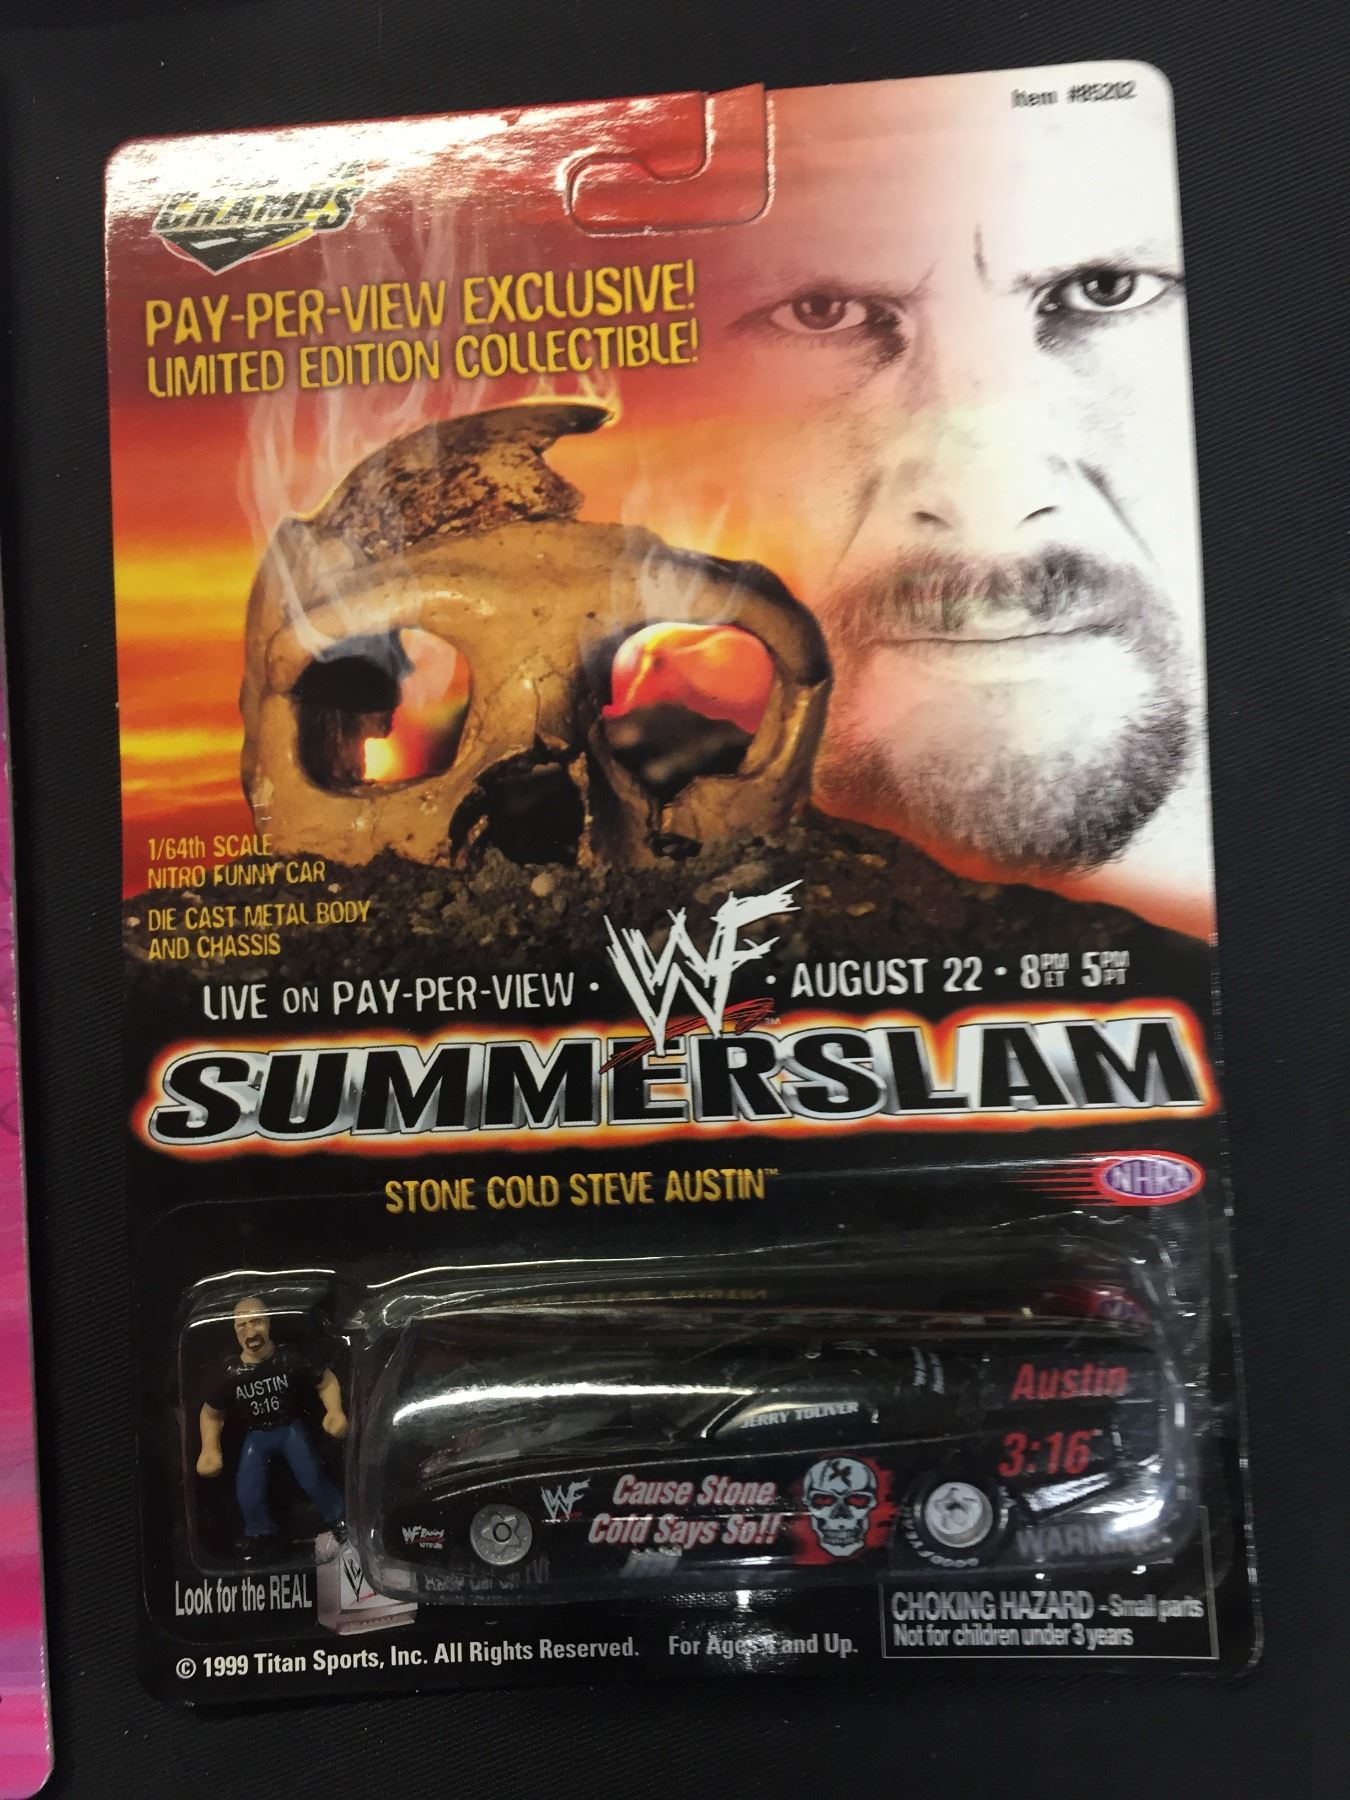 Item #85202
CHAMPS
PAY-PER-VIEW EXCLUSIVE!
LIMITED EDITION COLLECTIBLE!
1/64th SCALE
NITRO FUNNY CAR
DIE CAST METAL BODY
AND CHASSIS
LIVE ON PAY-PER-VIEW · WF · AUGUST 22 · 8PM ET 5PM PT
SUMMERSLAM
STONE COLD STEVE AUSTIN™
NHRA
AUSTIN
3:16
JERRY TOLIVER
Austin
3:16
WF
Cause Stone
Cold Says So!!
WF Racing
Look for the REAL
CHOKING HAZARD - Small parts
Not for children under 3 years
© 1999 Titan Sports, Inc. All Rights Reserved. For Ages and Up.